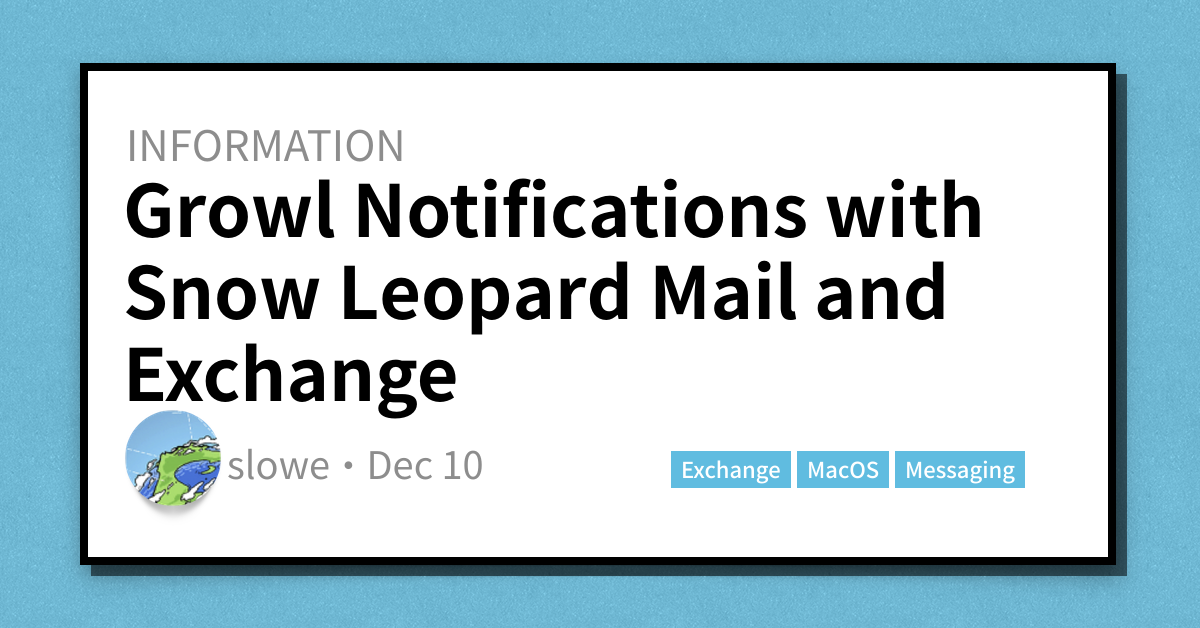 INFORMATION
Growl Notifications with
Snow Leopard Mail and
Exchange
slowe • Dec 10
Exchange MacOS Messaging